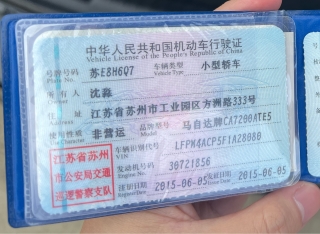 中华人民共和国机动车行驶证
Vehicle License of the People's Republic of China
号牌号码 苏E8H6Q7 车辆类型 小型轿车
Plate No. Vehicle Type
所有人 沈淼
Owner
住址 江苏省苏州市工业园区方洲路333号
Address
使用性质 非营运 品牌型号 马自达牌CA7200ATE5
Use Character Model
江苏省苏州市公安局交通巡逻警察支队
车辆识别代号 LFPM4ACP5F1A28080
VIN
发动机号码 30721856
Engine No.
注册日期 2015-06-05 发证日期 2015-06-05
Register Date Issue Date